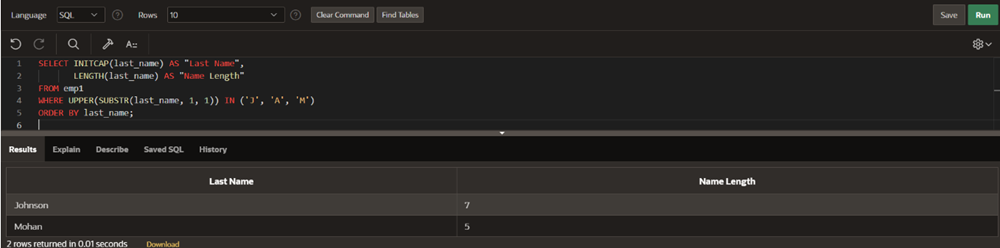 Language SQL Rows 10 Clear Command Find Tables Save Run
A..
1 SELECT INITCAP(last_name) AS "Last Name",
2 LENGTH(last_name) AS "Name Length"
3 FROM emp1
4 WHERE UPPER(SUBSTR(last_name, 1, 1)) IN ('J', 'A', 'M')
5 ORDER BY last_name;
6
Results Explain Describe Saved SQL History
Last Name Name Length
Johnson 7
Mohan 5
2 rows returned in 0.01 seconds Download